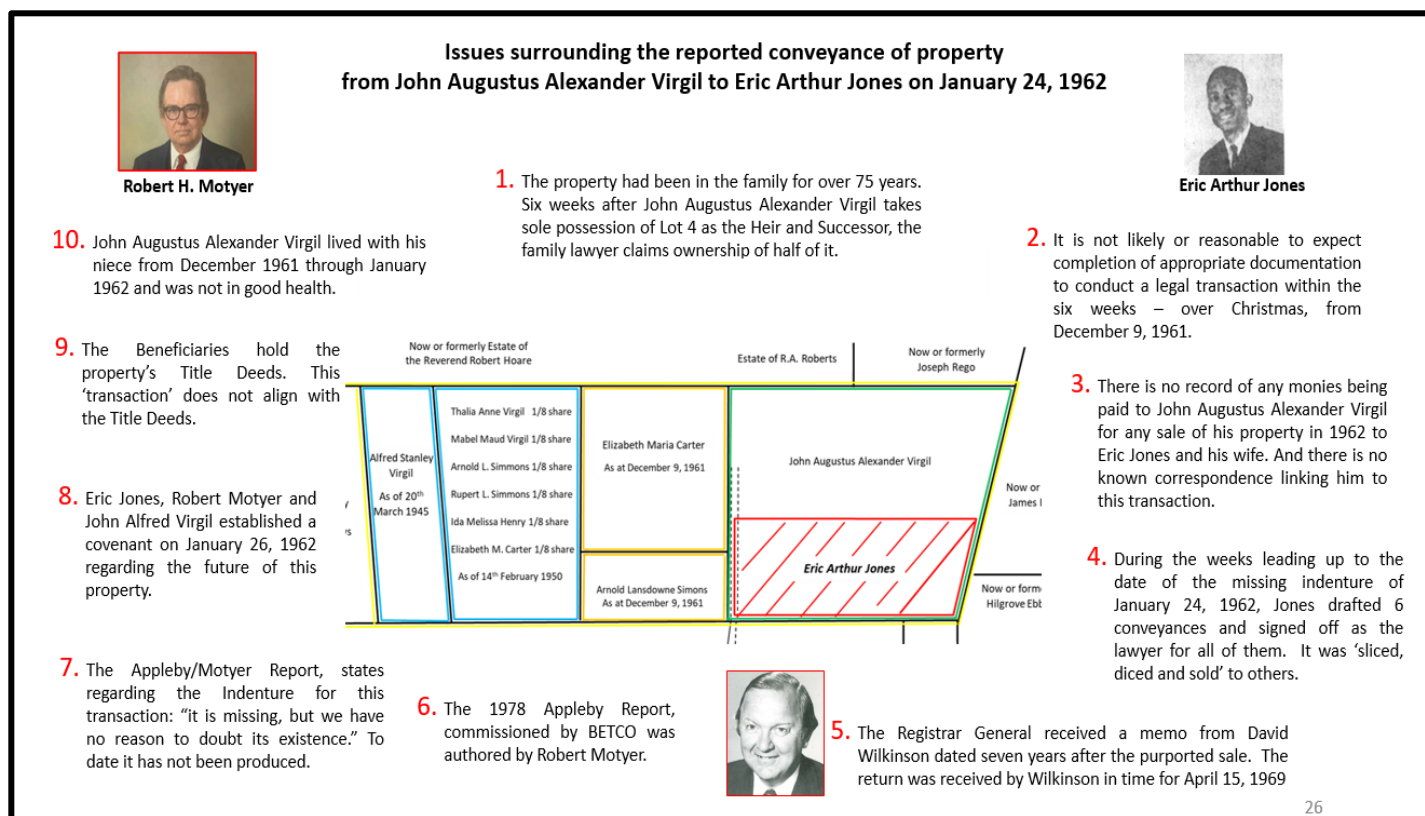 Issues surrounding the reported conveyance of property
from John Augustus Alexander Virgil to Eric Arthur Jones on January 24, 1962
Robert H. Motyer
Eric Arthur Jones
1. The property had been in the family for over 75 years.
Six weeks after John Augustus Alexander Virgil takes
sole possession of Lot 4 as the Heir and Successor, the
family lawyer claims ownership of half of it.
2. It is not likely or reasonable to expect
completion of appropriate documentation
to conduct a legal transaction within the
six weeks – over Christmas, from
December 9, 1961.
3. There is no record of any monies being
paid to John Augustus Alexander Virgil
for any sale of his property in 1962 to
Eric Jones and his wife. And there is no
known correspondence linking him to
this transaction.
4. During the weeks leading up to the
date of the missing indenture of
January 24, 1962, Jones drafted 6
conveyances and signed off as the
lawyer for all of them. It was ‘sliced,
diced and sold’ to others.
5. The Registrar General received a memo from David
Wilkinson dated seven years after the purported sale. The
return was received by Wilkinson in time for April 15, 1969
6. The 1978 Appleby Report,
commissioned by BETCO was
authored by Robert Motyer.
7. The Appleby/Motyer Report, states
regarding the Indenture for this
transaction: “it is missing, but we have
no reason to doubt its existence.” To
date it has not been produced.
8. Eric Jones, Robert Motyer and
John Alfred Virgil established a
covenant on January 26, 1962
regarding the future of this
property.
9. The Beneficiaries hold the
property’s Title Deeds. This
‘transaction’ does not align with
the Title Deeds.
10. John Augustus Alexander Virgil lived with his
niece from December 1961 through January
1962 and was not in good health.
Now or formerly Estate of
the Reverend Robert Hoare
Estate of R.A. Roberts
Now or formerly
Joseph Rego
Alfred Stanley
Virgil
As of 20th
March 1945
Thalia Anne Virgil 1/8 share
Mabel Maud Virgil 1/8 share
Arnold L. Simmons 1/8 share
Rupert L. Simmons 1/8 share
Ida Melissa Henry 1/8 share
Elizabeth M. Carter 1/8 share
As of 14th February 1950
Elizabeth Maria Carter
As at December 9, 1961
Arnold Lansdowne Simons
As at December 9, 1961
John Augustus Alexander Virgil
Eric Arthur Jones
Now or
James
Now or form
Hilgrove Ebb
26